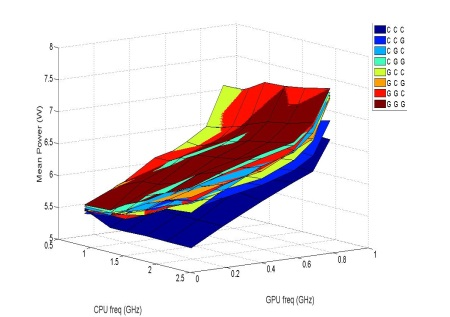 8
7.5
7
6.5
6
5.5
5
0.5
1
1.5
2
2.5
0
0.2
0.4
0.6
0.8
1
Mean Power (W)
CPU freq (GHz)
GPU freq (GHz)
C C C
C C G
C G C
C G G
G C C
G C G
G G C
G G G